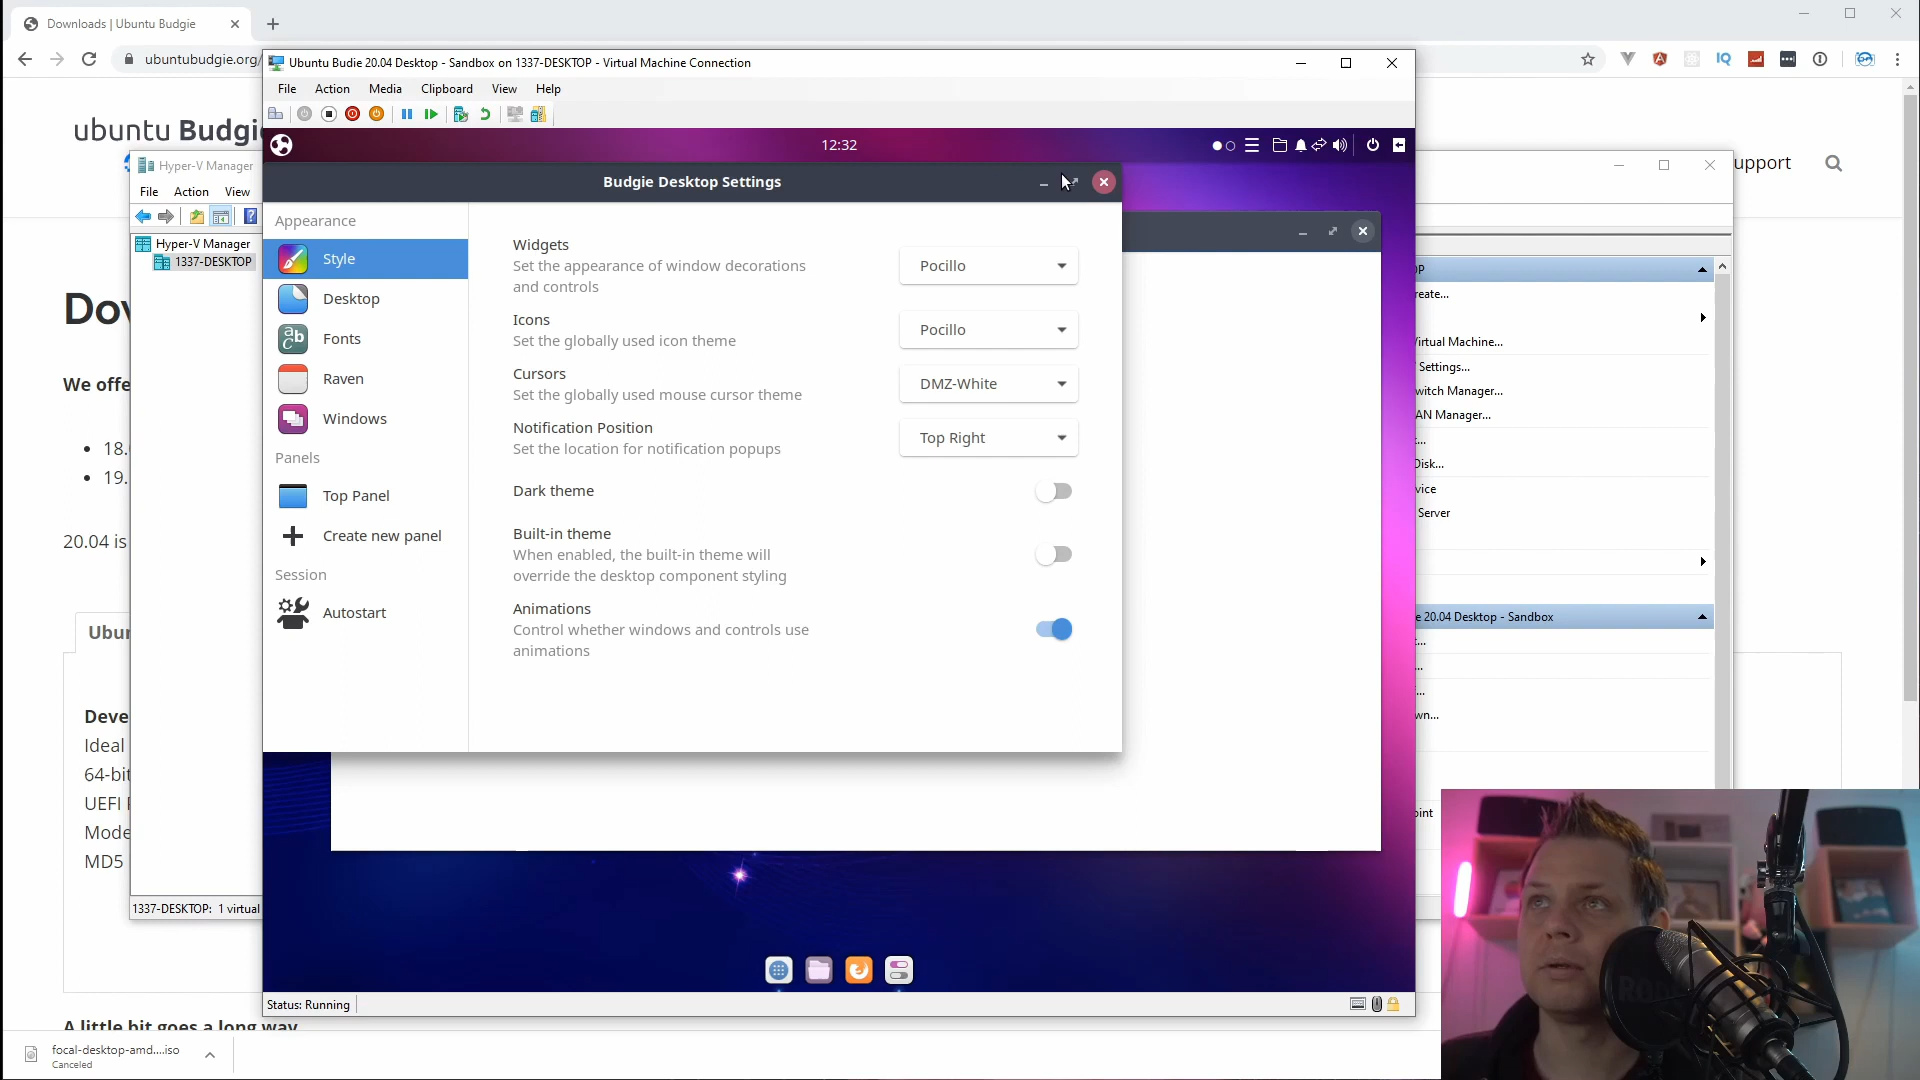 Downloads | Ubuntu Budgie
ubuntubudgie.org/
ubuntu Budgie
upport
Hyper-V Manager
File Action View
Hyper-V Manager
1337-DESKTOP
Ubuntu Budie 20.04 Desktop - Sandbox on 1337-DESKTOP - Virtual Machine Connection
File Action Media Clipboard View Help
12:32
Budgie Desktop Settings
Appearance
Style
Desktop
Fonts
Raven
Windows
Panels
Top Panel
Create new panel
Session
Autostart
Widgets
Set the appearance of window decorations
and controls
Pocillo
Icons
Set the globally used icon theme
Pocillo
Cursors
Set the globally used mouse cursor theme
DMZ-White
Notification Position
Set the location for notification popups
Top Right
Dark theme
Built-in theme
When enabled, the built-in theme will
override the desktop component styling
Animations
Control whether windows and controls use
animations
OP
reate...
Virtual Machine...
Settings...
witch Manager...
AN Manager...
Disk...
vice
Server
e 20.04 Desktop - Sandbox
wn...
oint
We offe
18.
19.
20.04 is
Ubun
Deve
Ideal
64-bit
UEFI
Mode
MD5
1337-DESKTOP: 1 virtual
Status: Running
A little bit goes a long way
focal-desktop-amd....iso
Canceled